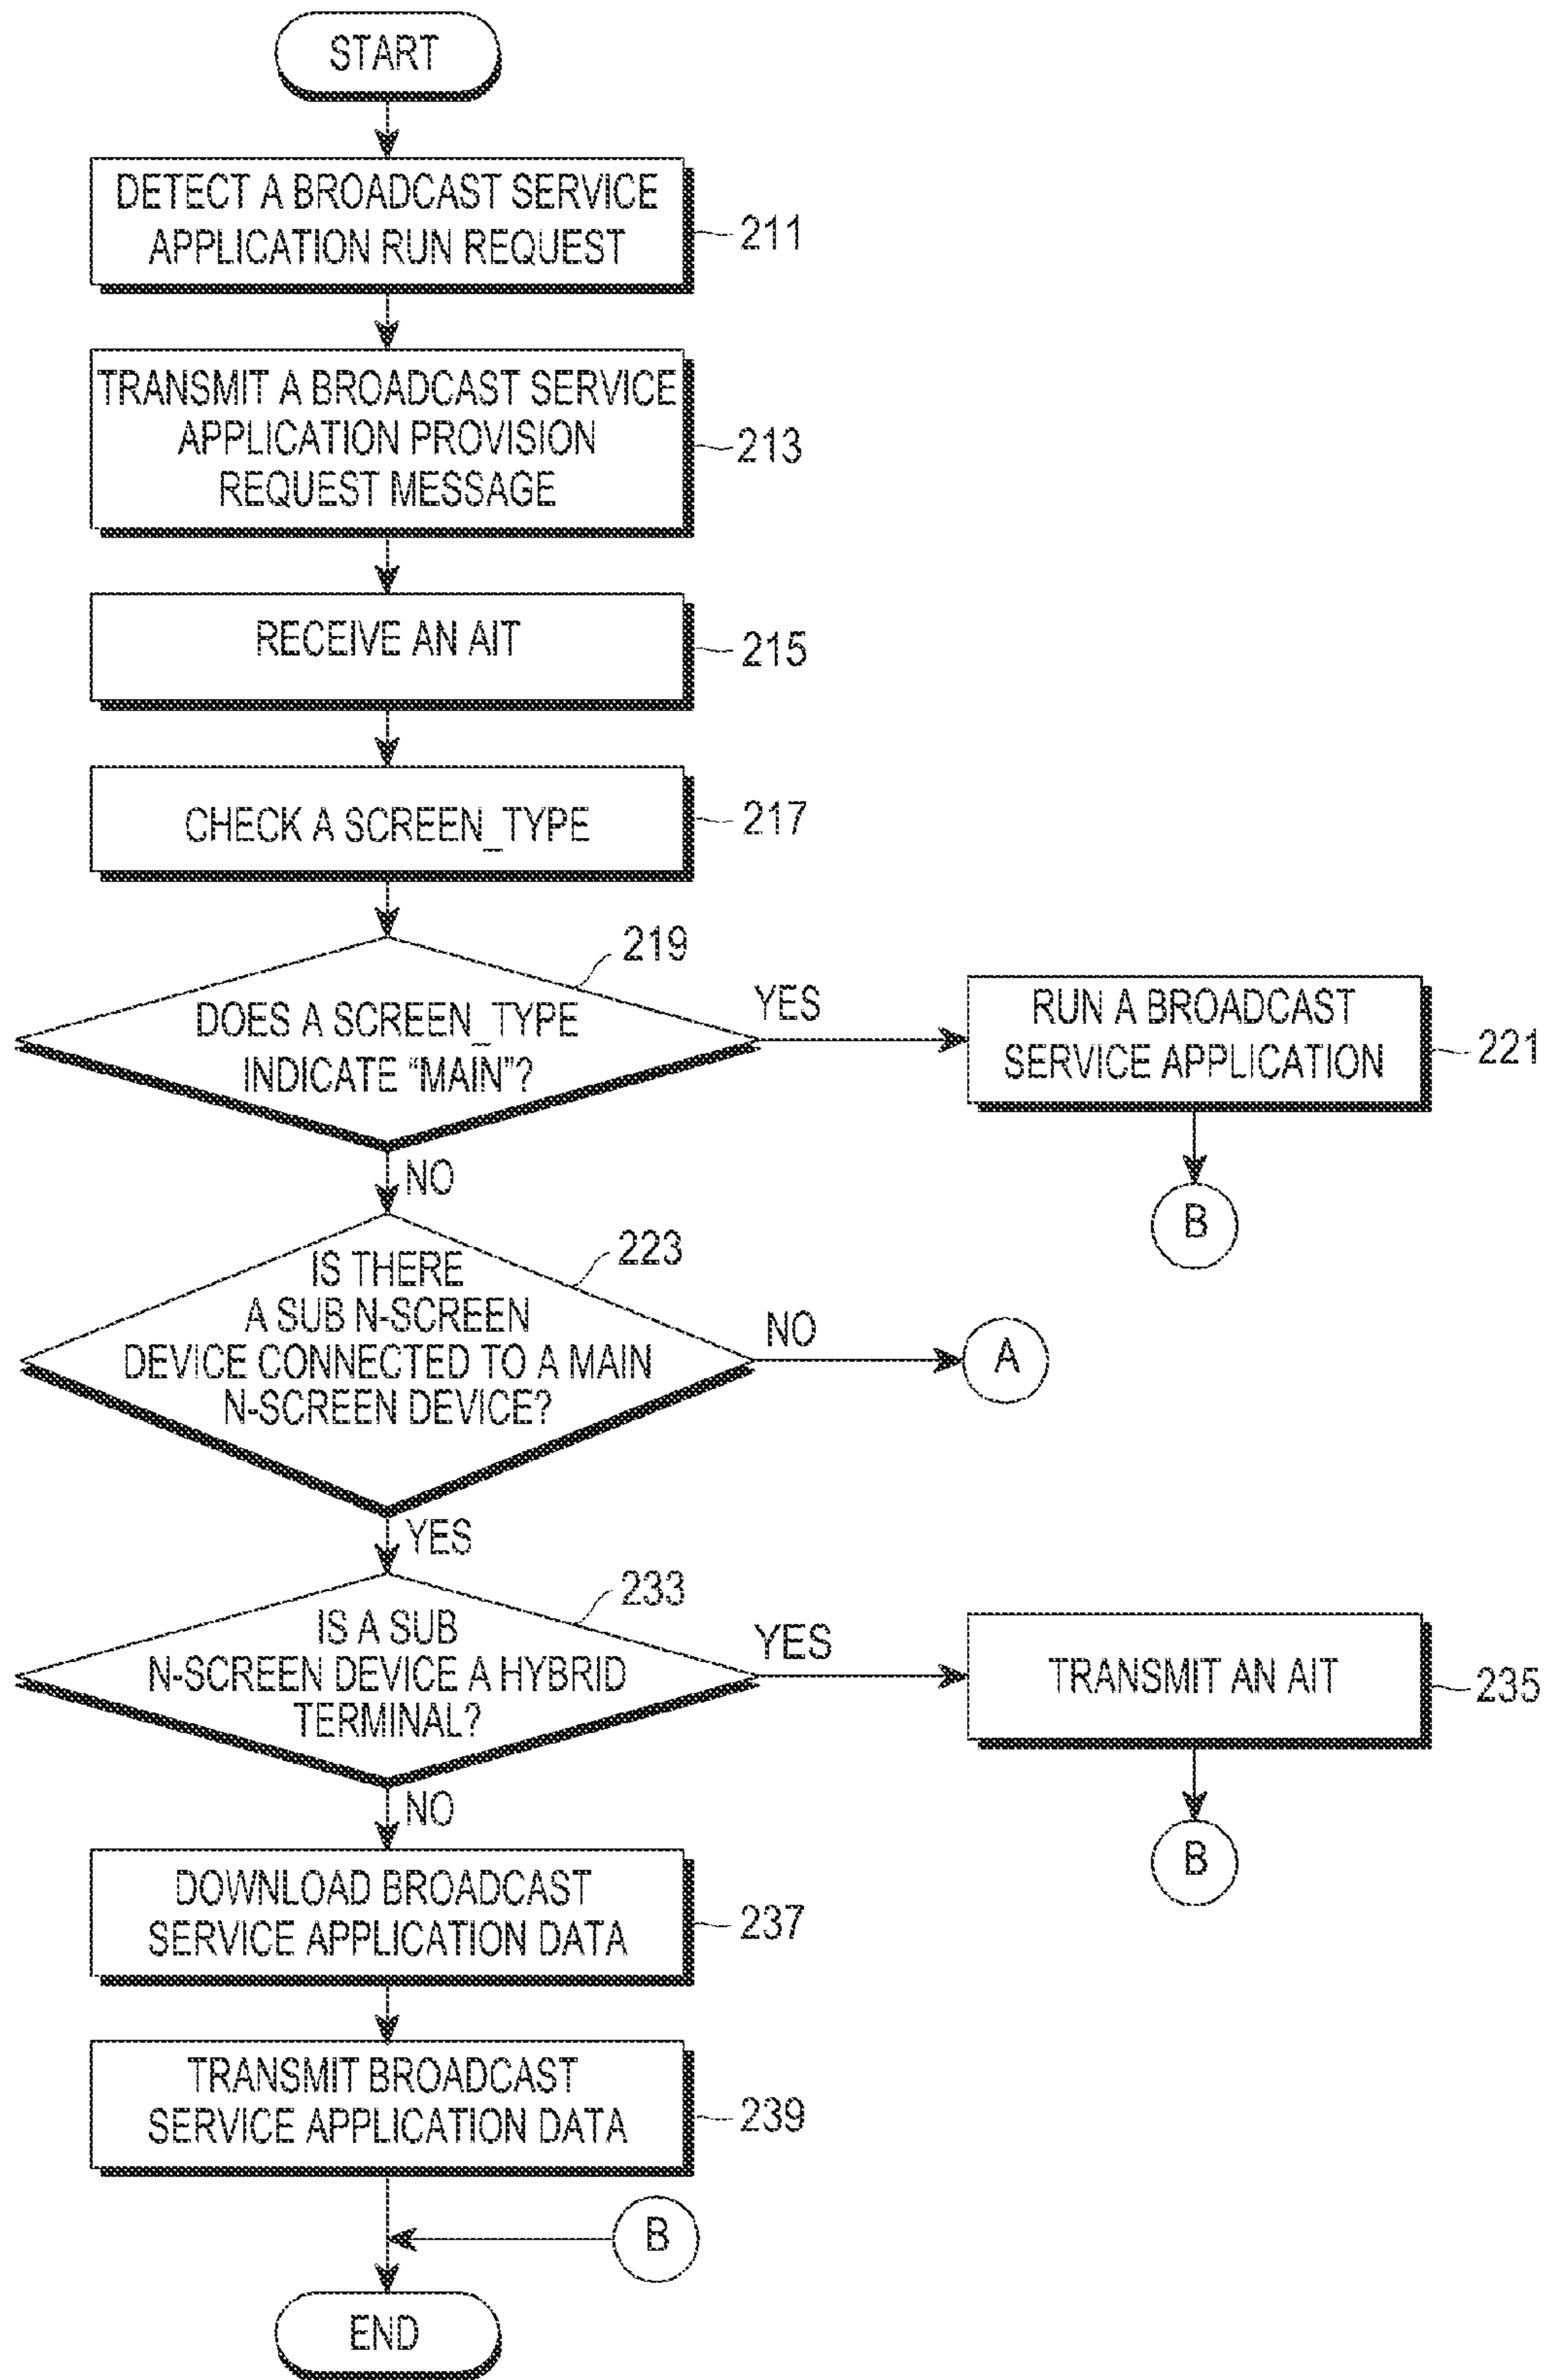 START
DETECT A BROADCAST SERVICE
APPLICATION RUN REQUEST
211
TRANSMIT A BROADCAST SERVICE
APPLICATION PROVISION
REQUEST MESSAGE
213
RECEIVE AN AIT
215
CHECK A SCREEN_TYPE
217
219
DOES A SCREEN_TYPE
INDICATE “MAIN”?
YES
RUN A BROADCAST
SERVICE APPLICATION
221
B
NO
223
IS THERE
A SUB N-SCREEN
DEVICE CONNECTED TO A MAIN
N-SCREEN DEVICE?
NO
A
YES
233
IS A SUB
N-SCREEN DEVICE A HYBRID
TERMINAL?
YES
TRANSMIT AN AIT
235
B
NO
DOWNLOAD BROADCAST
SERVICE APPLICATION DATA
237
TRANSMIT BROADCAST
SERVICE APPLICATION DATA
239
B
END